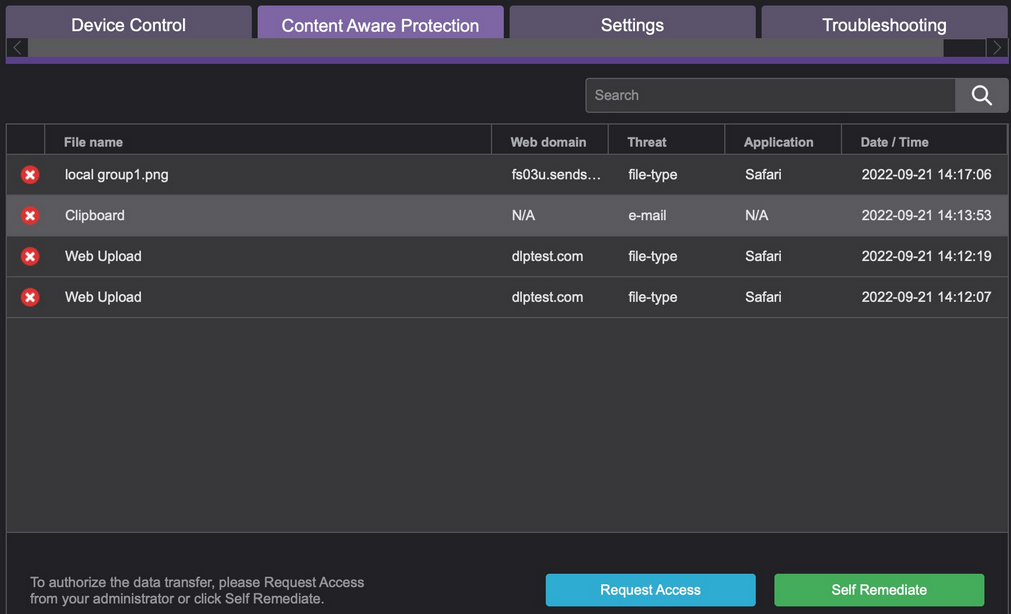 Device Control Content Aware Protection Settings Troubleshooting
Search
File name Web domain Threat Application Date / Time
local group1.png fs03u.sends... file-type Safari 2022-09-21 14:17:06
Clipboard N/A e-mail N/A 2022-09-21 14:13:53
Web Upload dlptest.com file-type Safari 2022-09-21 14:12:19
Web Upload dlptest.com file-type Safari 2022-09-21 14:12:07
To authorize the data transfer, please Request Access
from your administrator or click Self Remediate.
Request Access Self Remediate